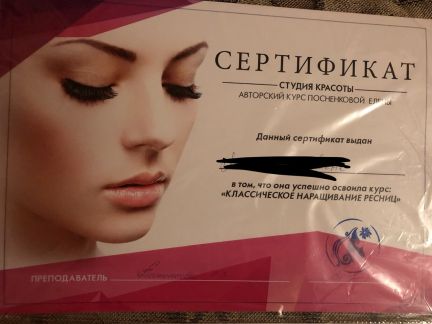 СЕРТИФИКАТ
СТУДИЯ КРАСОТЫ
АВТОРСКИЙ КУРС ПОСНЕНКОВОЙ ЕЛЕНЫ
Данный сертификат выдан
в том, что она успешно освоила курс:
«КЛАССИЧЕСКОЕ НАРАЩИВАНИЕ РЕСНИЦ»
ПРЕПОДАВАТЕЛЬ